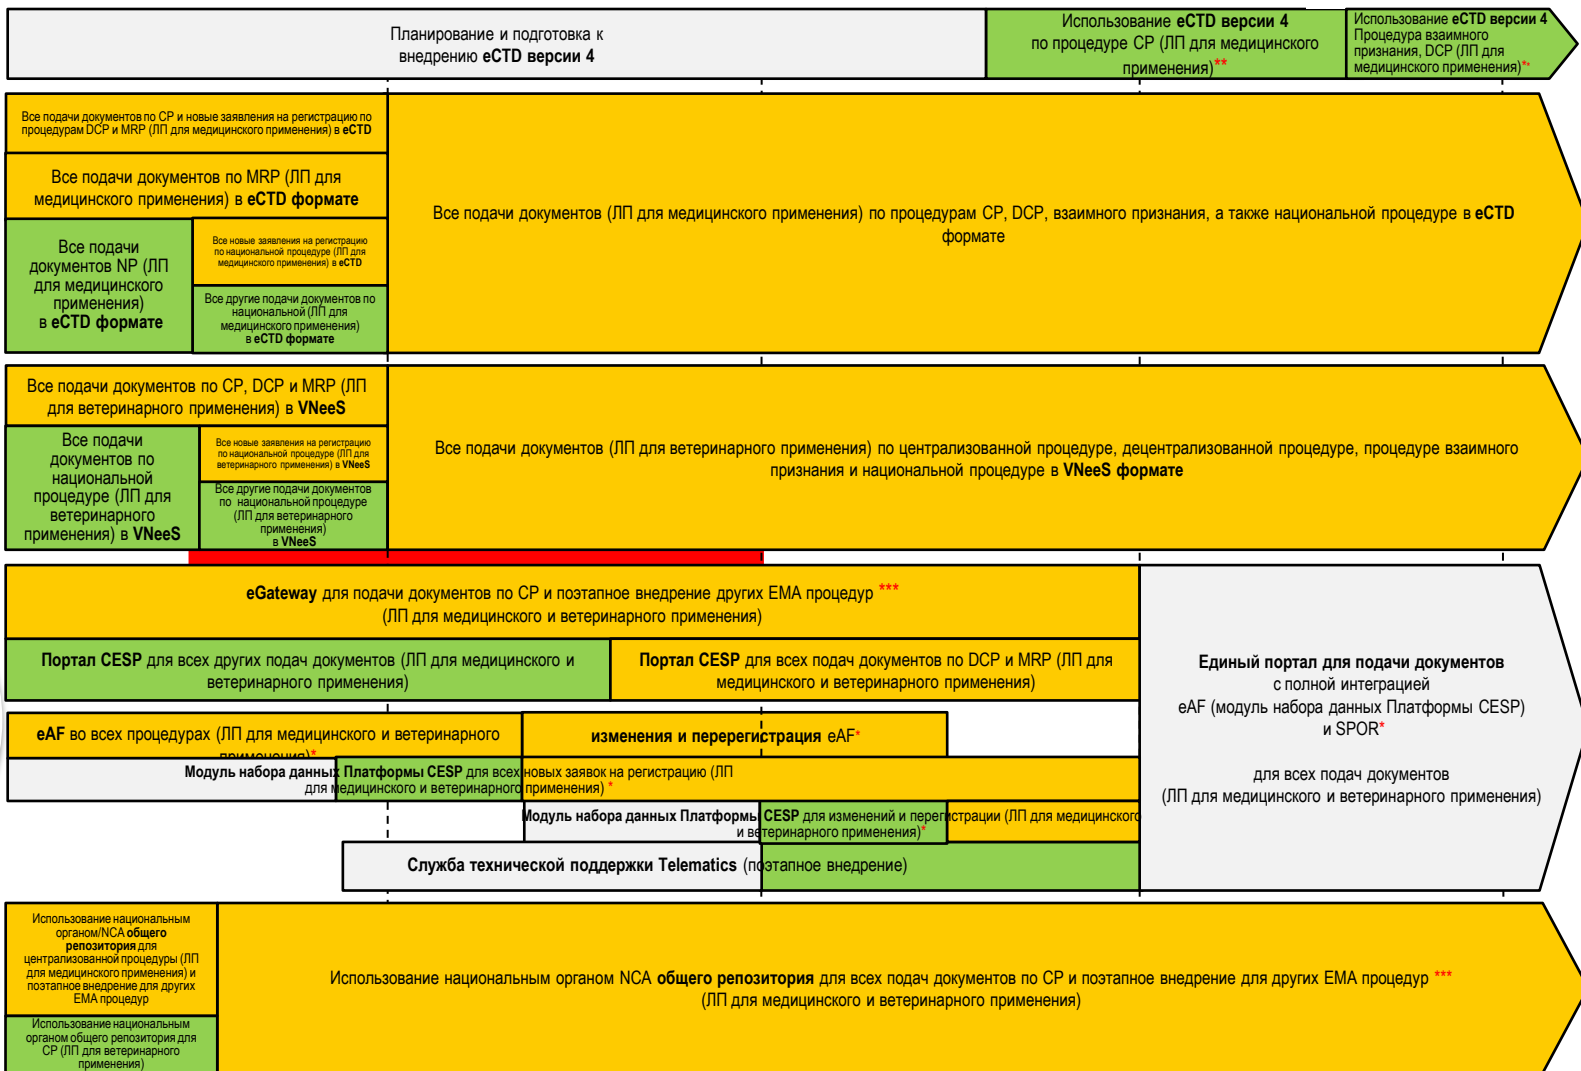 Планирование и подготовка к
внедрению eCTD версии 4
Использование eCTD версии 4
по процедуре CP (ЛП для медицинского
применения)**
Использование eCTD версии 4
Процедура взаимного
признания, DCP (ЛП для
медицинского применения)**
Все подачи документов по CP и новые заявления на регистрацию по
процедурам DCP и MRP (ЛП для медицинского применения) в eCTD
Все подачи документов по MRP (ЛП для
медицинского применения) в eCTD формате
Все подачи
документов NP (ЛП
для медицинского
применения)
в eCTD формате
Все новые заявления на регистрацию
по национальной процедуре (ЛП для
медицинского применения) в eCTD
Все другие подачи документов по
национальной (ЛП для
медицинского применения)
в eCTD формате
Все подачи документов (ЛП для медицинского применения) по процедурам CP, DCP, взаимного признания, а также национальной процедуре в eCTD
формате
Все подачи документов по CP, DCP и MRP (ЛП
для ветеринарного применения) в VNeeS
Все подачи
документов по
национальной
процедуре (ЛП для
ветеринарного
применения) в VNeeS
Все новые заявления на регистрацию
по национальной процедуре (ЛП для
ветеринарного применения) в VNeeS
Все другие подачи документов
по национальной процедуре
(ЛП для ветеринарного
применения)
в VNeeS
Все подачи документов (ЛП для ветеринарного применения) по централизованной процедуре, децентрализованной процедуре, процедуре взаимного
признания и национальной процедуре в VNeeS формате
eGateway для подачи документов по CP и поэтапное внедрение других EMA процедур ***
(ЛП для медицинского и ветеринарного применения)
Портал CESP для всех других подач документов (ЛП для медицинского и
ветеринарного применения)
Портал CESP для всех подач документов по DCP и MRP (ЛП для
медицинского и ветеринарного применения)
eAF во всех процедурах (ЛП для медицинского и ветеринарного
применения)*
изменения и перерегистрация eAF*
Модуль набора данных Платформы CESP для всех новых заявок на регистрацию (ЛП
для медицинского и ветеринарного применения) *
Модуль набора данных Платформы CESP для изменений и перегистрации (ЛП для медицинского
и ветеринарного применения)*
Служба технической поддержки Telematics (поэтапное внедрение)
Единый портал для подачи документов
с полной интеграцией
eAF (модуль набора данных Платформы CESP)
и SPOR*
для всех подач документов
(ЛП для медицинского и ветеринарного применения)
Использование национальным
органом/NCA общего
репозитория для
централизованной процедуры (ЛП
для медицинского применения) и
поэтапное внедрение для других
EMA процедур
Использование национальным
органом общего репозитория для
CP (ЛП для ветеринарного
применения)
Использование национальным органом NCA общего репозитория для всех подач документов по CP и поэтапное внедрение для других EMA процедур ***
(ЛП для медицинского и ветеринарного применения)